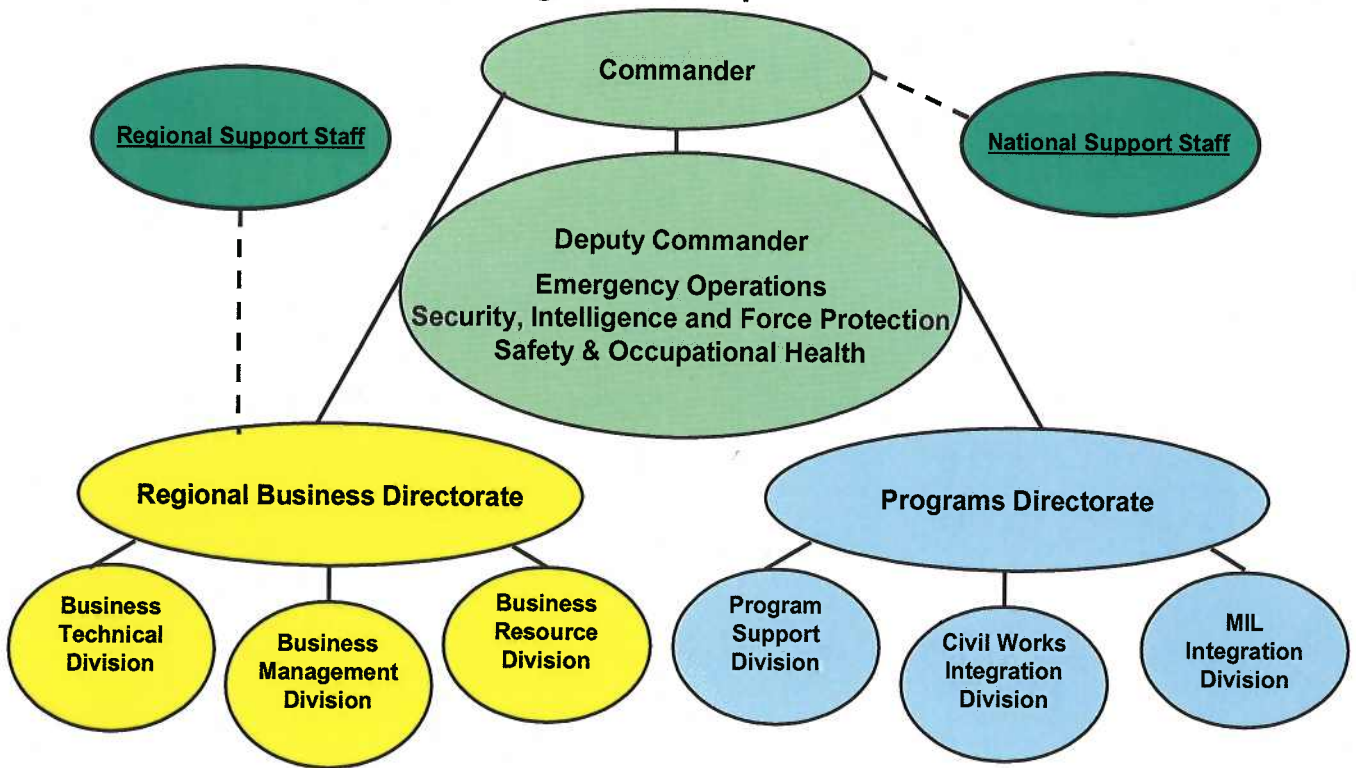 Commander
Regional Support Staff
National Support Staff
Deputy Commander
Emergency Operations
Security, Intelligence and Force Protection
Safety & Occupational Health
Regional Business Directorate
Programs Directorate
Business
Technical
Division
Business
Management
Division
Business
Resource
Division
Program
Support
Division
Civil Works
Integration
Division
MIL
Integration
Division